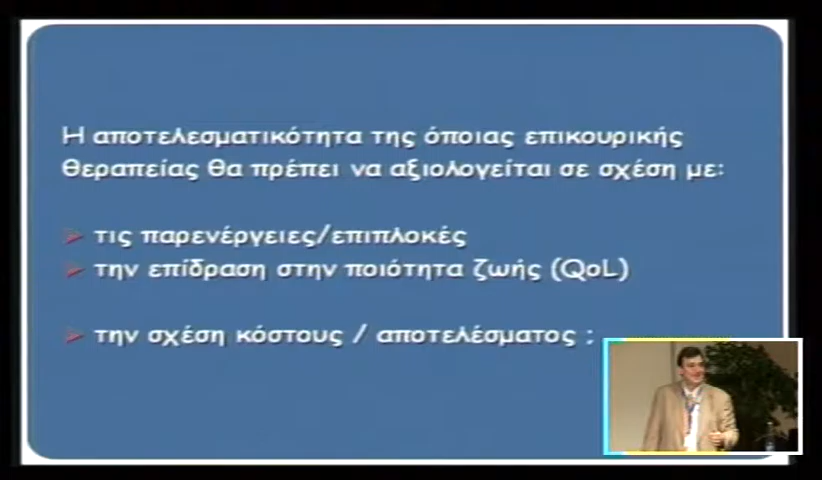 Η αποτελεσματικότητα της όποιας επικουρικής
θεραπείας θα πρέπει να αξιολογείται σε σχέση με:
τις παρενέργειες/επιπλοκές
την επίδραση στην ποιότητα ζωής (QoL)
την σχέση κόστους / αποτελέσματος ;